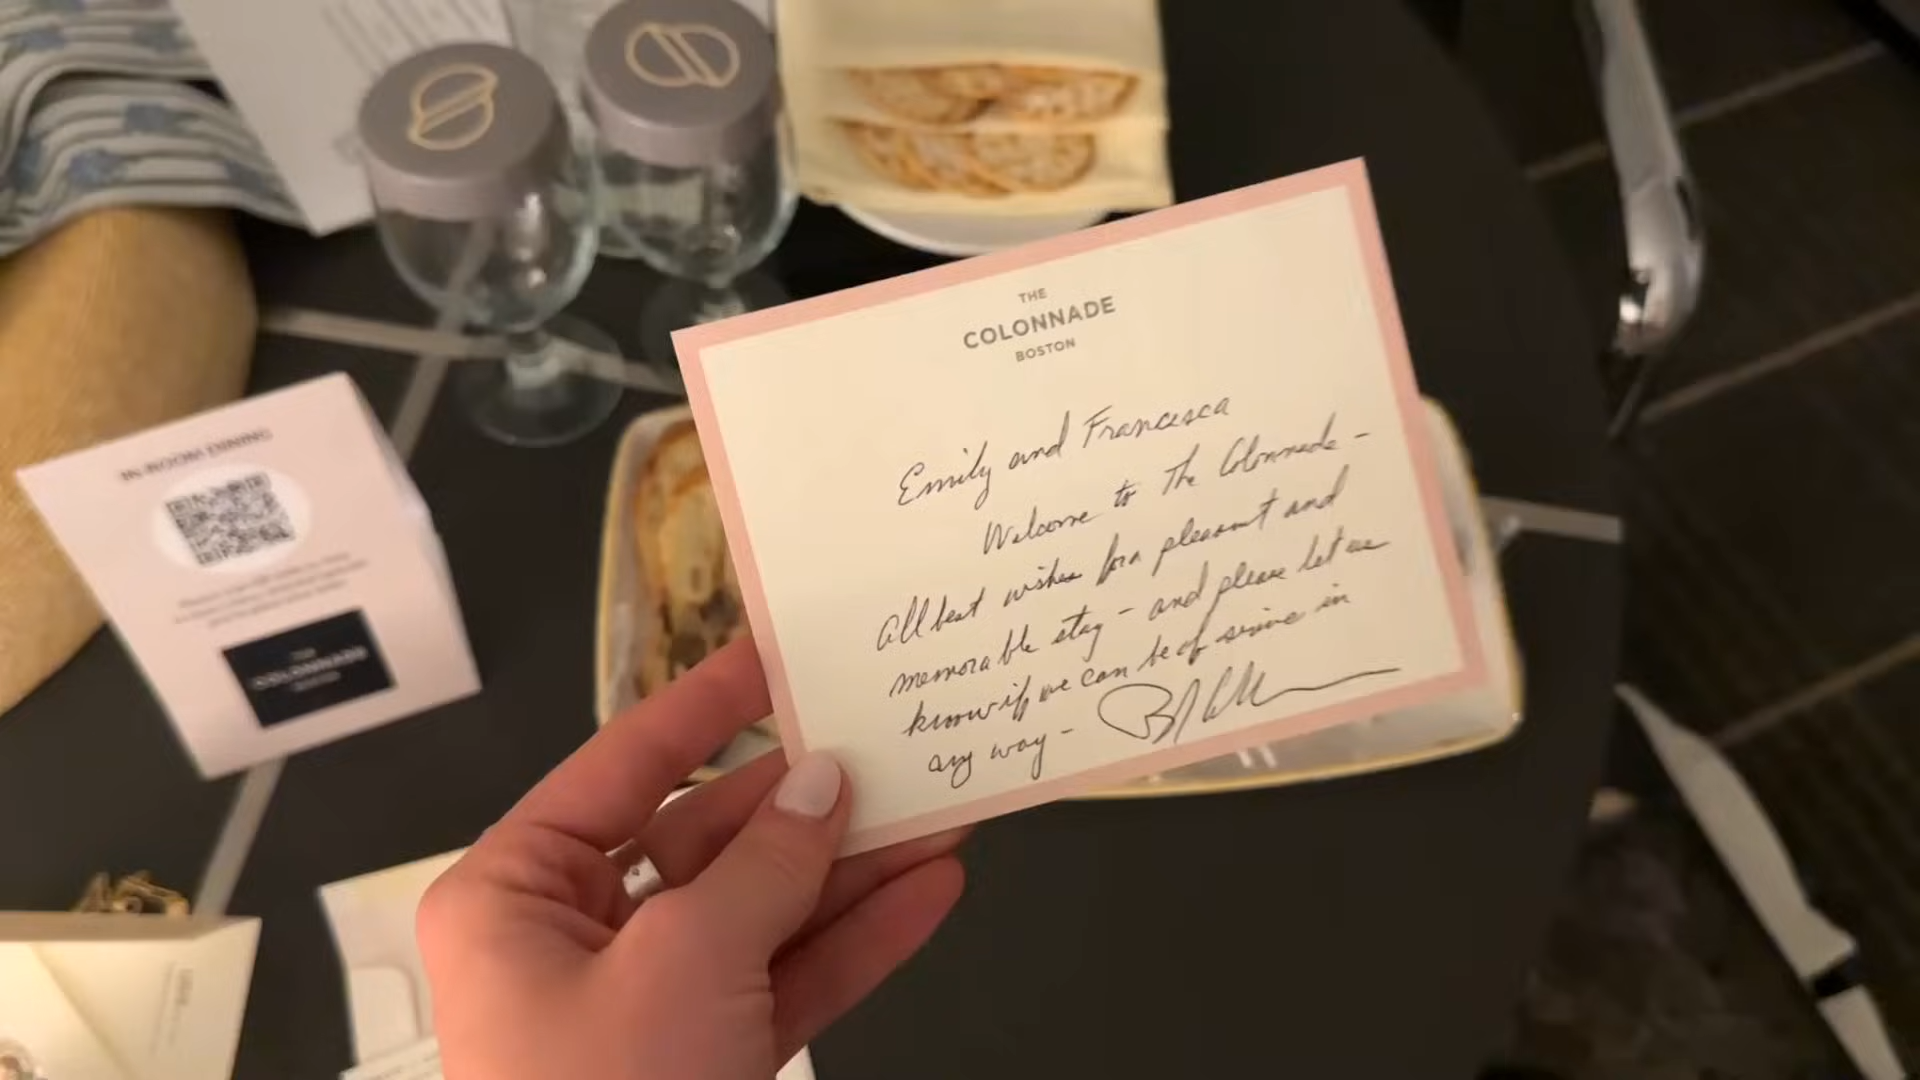 THE
COLONNADE
BOSTON
Emily and Francesca
Welcome to The Colonnade -
All best wishes for a pleasant and
memorable stay - and please let us
know if we can be of service in
any way -
IN-ROOM DINING
THE
COLONNADE
BOSTON